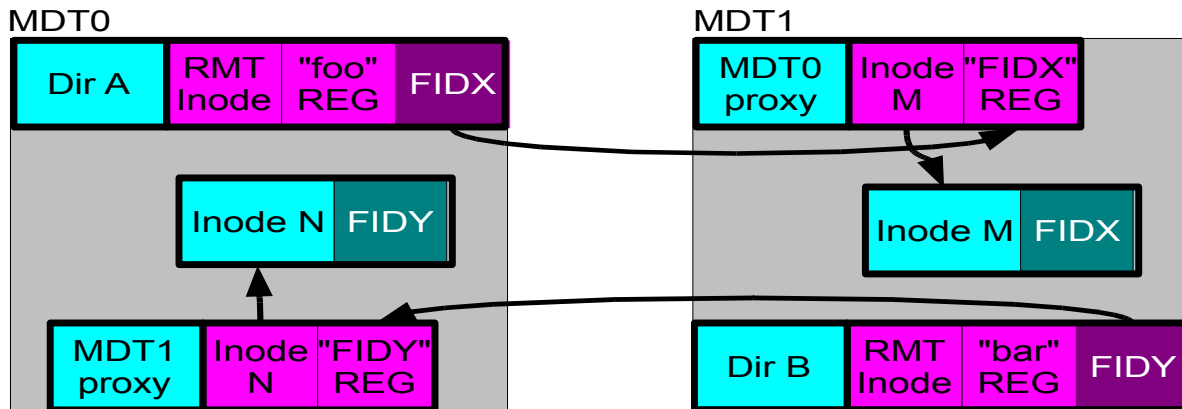 MDT0
MDT1
Dir A
RMT
Inode
"foo"
REG
FIDX
MDT0
proxy
Inode
M
"FIDX"
REG
Inode N
FIDY
Inode M
FIDX
MDT1
proxy
Inode
N
"FIDY"
REG
Dir B
RMT
Inode
"bar"
REG
FIDY